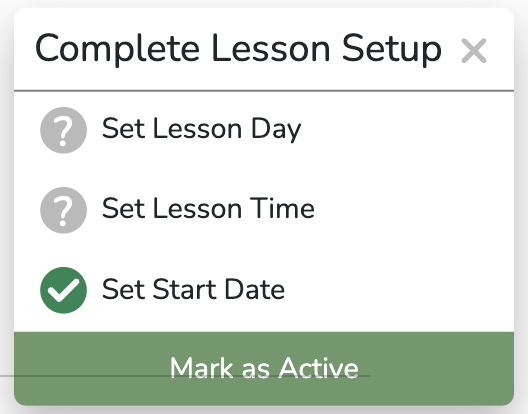 Complete Lesson Setup
Set Lesson Day
Set Lesson Time
Set Start Date
Mark as Active